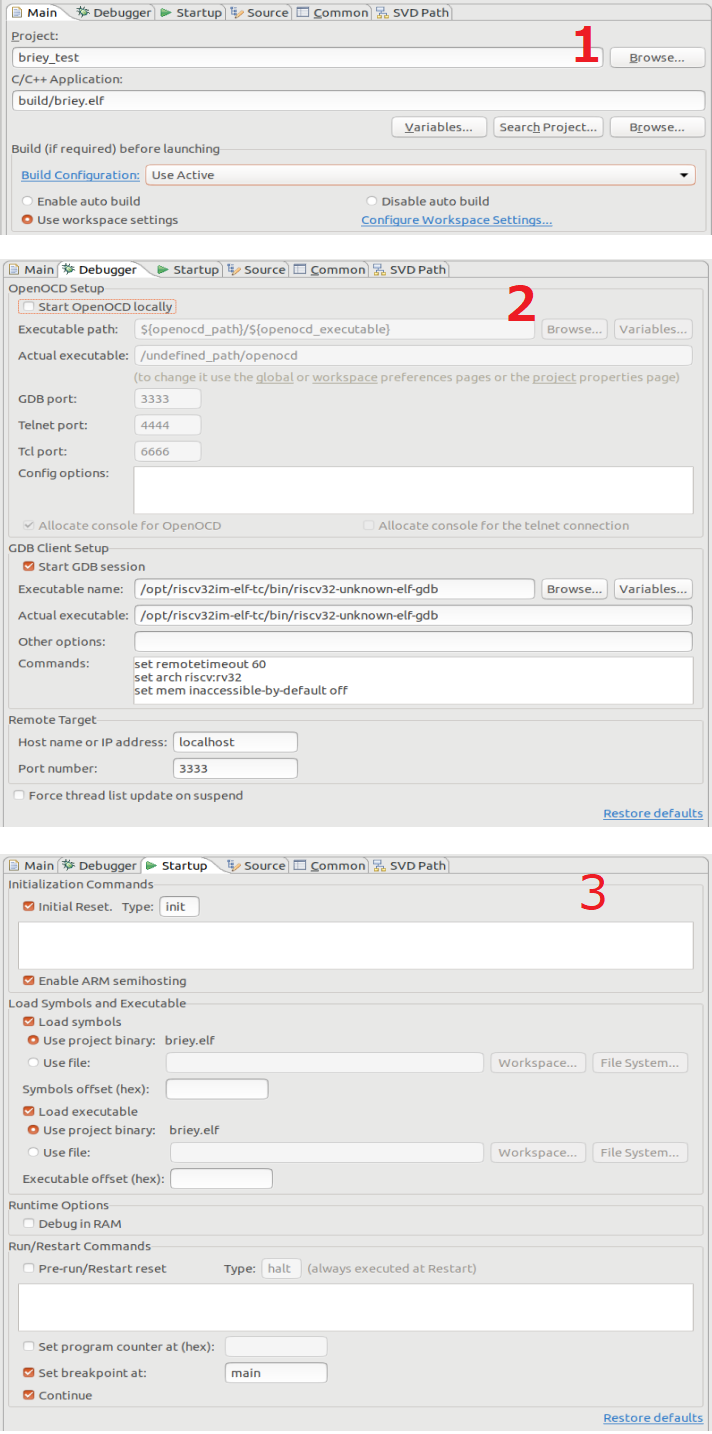 Main Debugger Startup Source Common SVD Path
1
Project:
briey_test Browse...
C/C++ Application:
build/briey.elf
Variables... Search Project... Browse...
Build (if required) before launching
Build Configuration: Use Active
Enable auto build Disable auto build
Use workspace settings Configure Workspace Settings...
Main Debugger Startup Source Common SVD Path
OpenOCD Setup
2
Start OpenOCD locally
Executable path: ${openocd_path}/${openocd_executable} Browse... Variables...
Actual executable: /undefined_path/openocd
(to change it use the global or workspace preferences pages or the project properties page)
GDB port: 3333
Telnet port: 4444
Tcl port: 6666
Config options:
Allocate console for OpenOCD Allocate console for the telnet connection
GDB Client Setup
Start GDB session
Executable name: /opt/riscv32im-elf-tc/bin/riscv32-unknown-elf-gdb Browse... Variables...
Actual executable: /opt/riscv32im-elf-tc/bin/riscv32-unknown-elf-gdb
Other options:
Commands: set remotetimeout 60
set arch riscv:rv32
set mem inaccessible-by-default off
Remote Target
Host name or IP address: localhost
Port number: 3333
Force thread list update on suspend
Restore defaults
Main Debugger Startup Source Common SVD Path
Initialization Commands
3
Initial Reset. Type: init
Enable ARM semihosting
Load Symbols and Executable
Load symbols
Use project binary: briey.elf
Use file: Workspace... File System...
Symbols offset (hex):
Load executable
Use project binary: briey.elf
Use file: Workspace... File System...
Executable offset (hex):
Runtime Options
Debug in RAM
Run/Restart Commands
Pre-run/Restart reset Type: halt (always executed at Restart)
Set program counter at (hex):
Set breakpoint at: main
Continue
Restore defaults